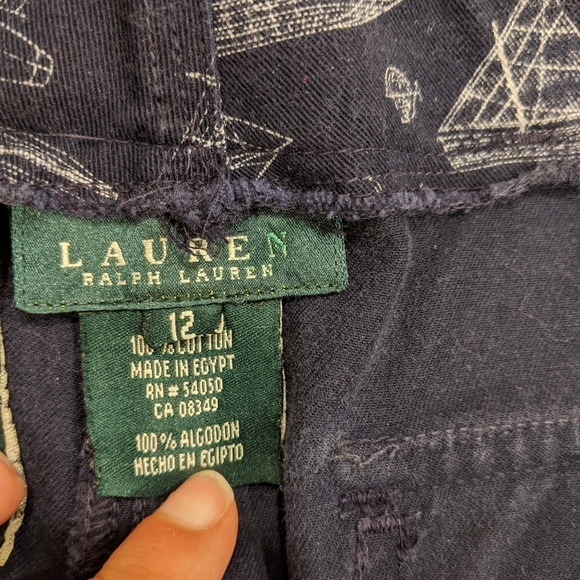 LAUREN
RALPH LAUREN
12
100% COTTON
MADE IN EGYPT
RN # 54050
CA 08349
100% ALGODON
HECHO EN EGIPTO